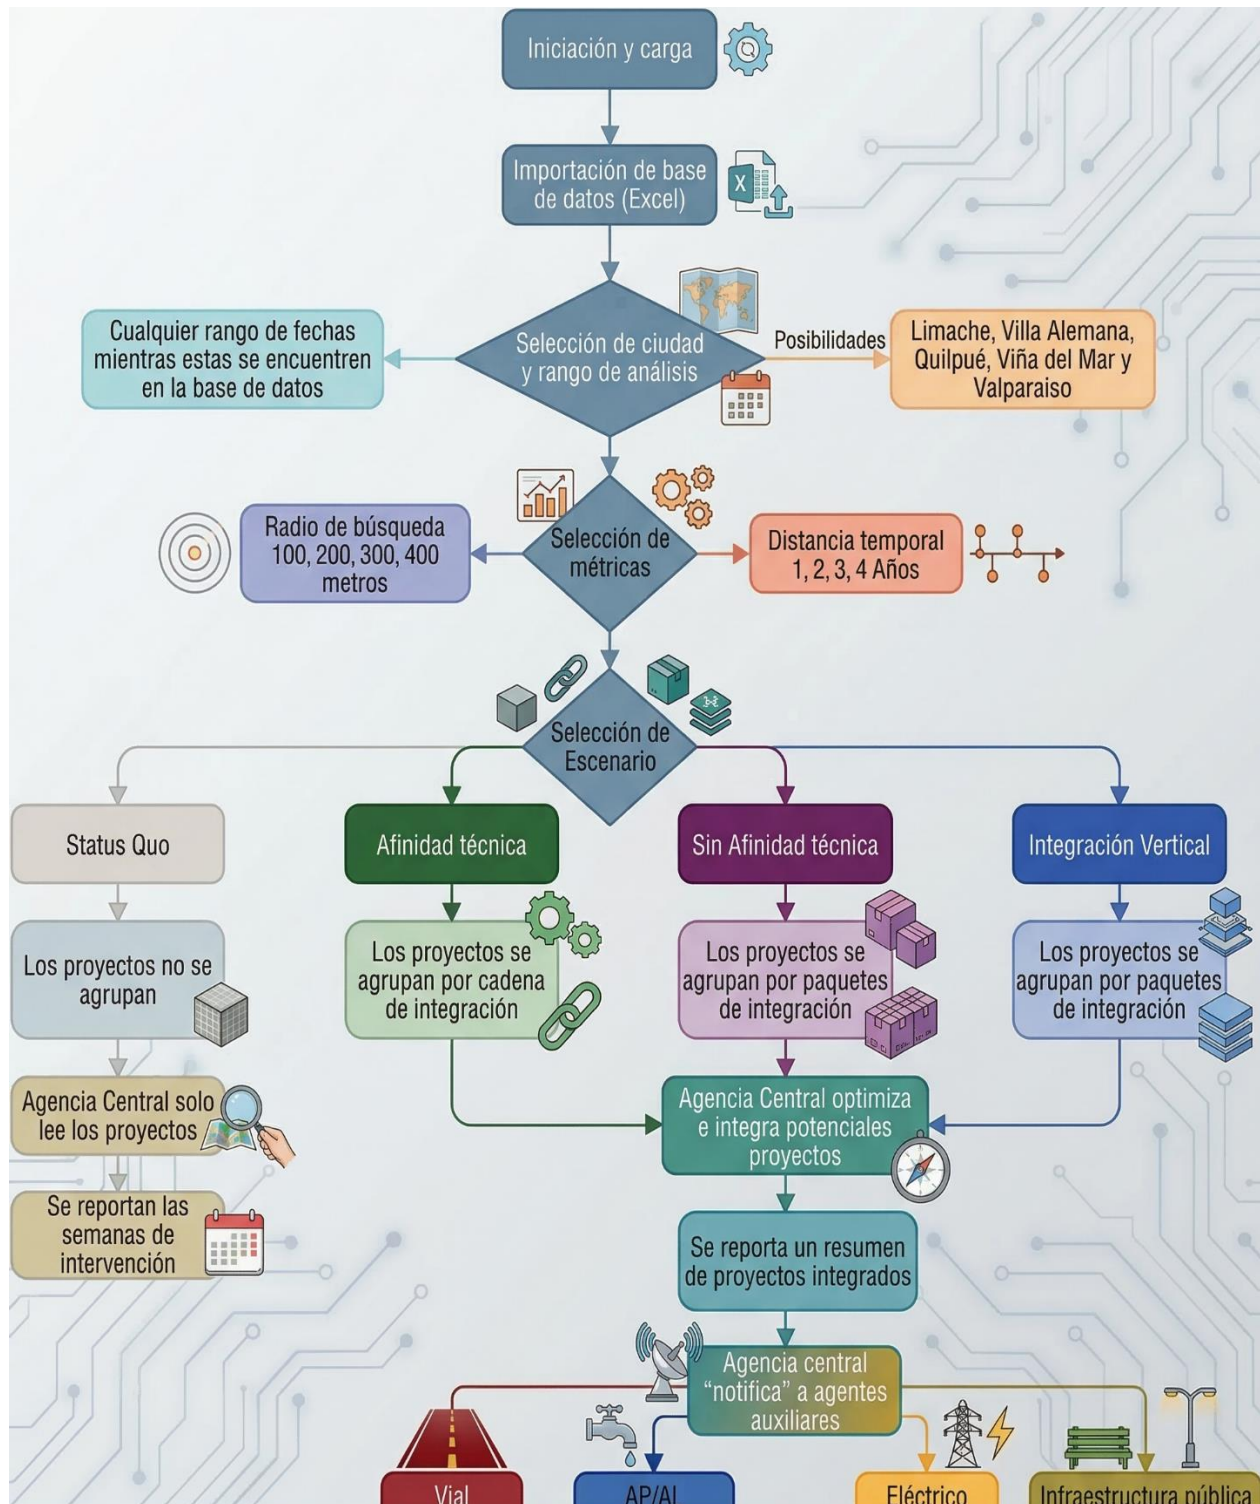 Iniciación y carga
Importación de base
de datos (Excel)
X
Cualquier rango de fechas
mientras estas se encuentren
en la base de datos
Selección de ciudad
y rango de análisis
Posibilidades
Limache, Villa Alemana,
Quilpué, Viña del Mar y
Valparaiso
Radio de búsqueda
100, 200, 300, 400
metros
Selección de
métricas
Distancia temporal
1, 2, 3, 4 Años
Selección de
Escenario
Status Quo
Afinidad técnica
Sin Afinidad técnica
Integración Vertical
Los proyectos no se
agrupan
Los proyectos se
agrupan por cadena
de integración
Los proyectos se
agrupan por paquetes
de integración
Los proyectos se
agrupan por paquetes
de integración
Agencia Central solo
lee los proyectos
Agencia Central optimiza
e integra potenciales
proyectos
Se reportan las
semanas de
intervención
Se reporta un resumen
de proyectos integrados
Agencia central
“notifica” a agentes
auxiliares
Vial
AP/AL
Eléctrico
Infraestructura pública